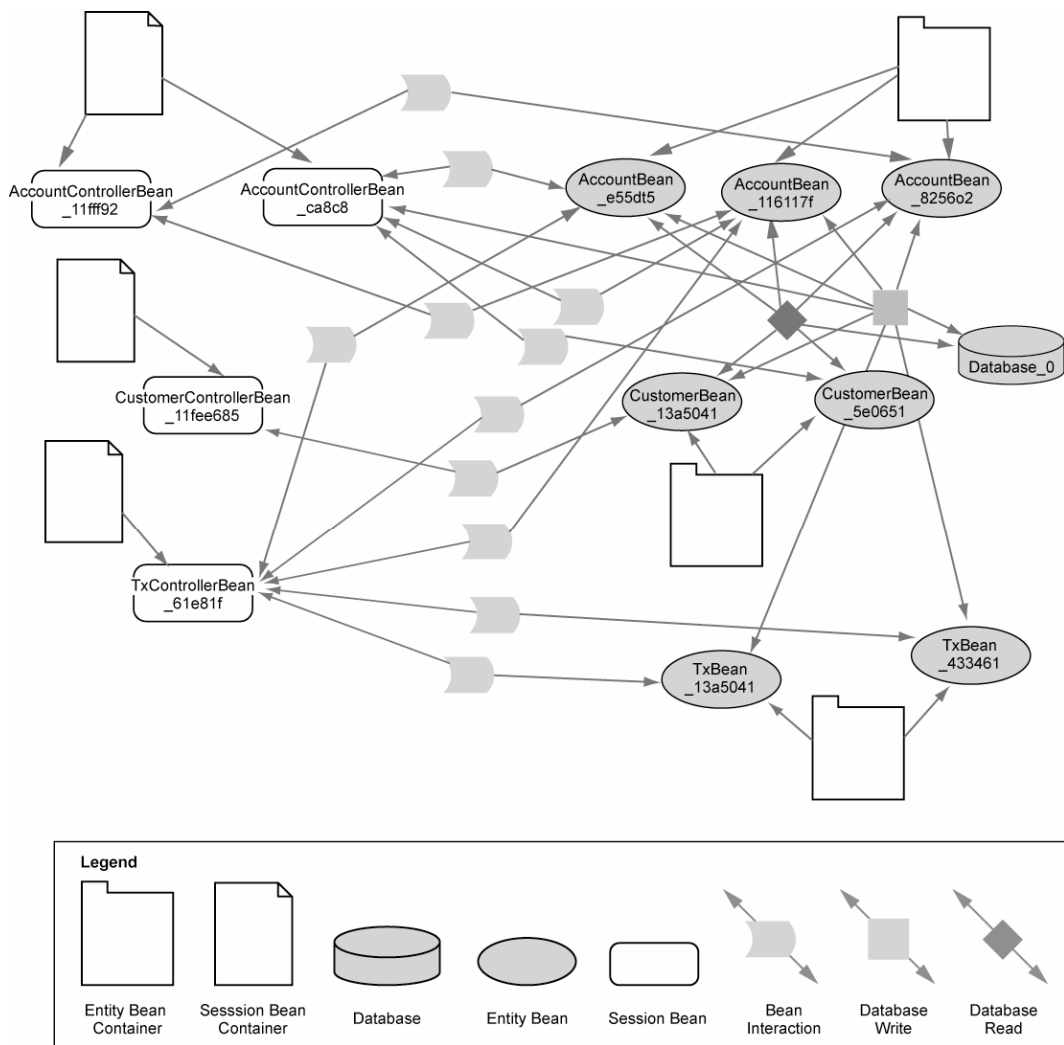 AccountControllerBean
_11fff92
AccountControllerBean
_ca8c8
AccountBean
_e55dt5
AccountBean
_116117f
AccountBean
_8256o2
Database_0
CustomerControllerBean
_11fee685
CustomerBean
_13a5041
CustomerBean
_5e0651
TxControllerBean
_61e81f
TxBean
_13a5041
TxBean
_433461
Legend
Entity Bean
Container
Sesssion Bean
Container
Database
Entity Bean
Session Bean
Bean
Interaction
Database
Write
Database
Read